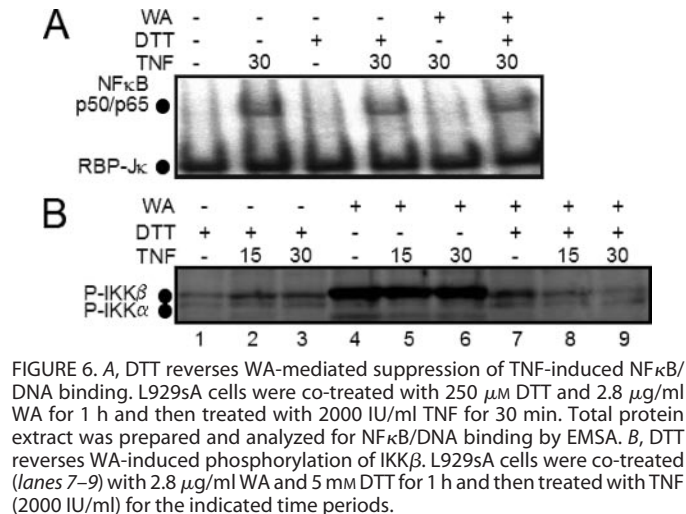 A
WA - - - - + +
DTT - - + + - +
TNF - 30 - 30 30 30
NFκB
p50/p65
RBP-Jκ
B
WA - - - + + + + + +
DTT + + + - - - + + +
TNF - 15 30 - 15 30 - 15 30
P-IKKβ
P-IKKα
1 2 3 4 5 6 7 8 9
FIGURE 6. A, DTT reverses WA-mediated suppression of TNF-induced NFκB/
DNA binding. L929sA cells were co-treated with 250 μM DTT and 2.8 μg/ml
WA for 1 h and then treated with 2000 IU/ml TNF for 30 min. Total protein
extract was prepared and analyzed for NFκB/DNA binding by EMSA. B, DTT
reverses WA-induced phosphorylation of IKKβ. L929sA cells were co-treated
(lanes 7–9) with 2.8 μg/ml WA and 5 mM DTT for 1 h and then treated with TNF
(2000 IU/ml) for the indicated time periods.